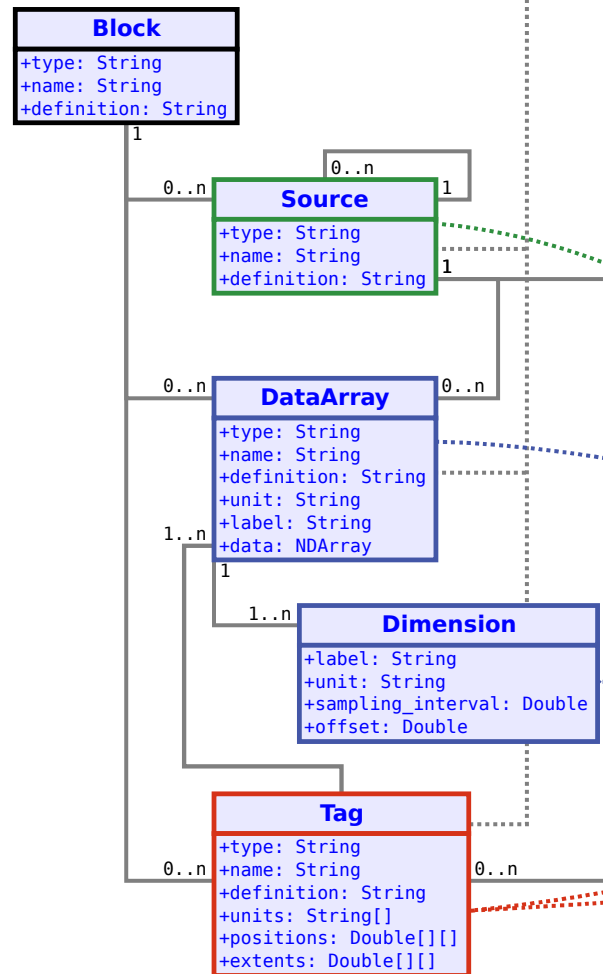 Block
+type: String
+name: String
+definition: String
1
0..n
0..n
1
Source
+type: String
+name: String
+definition: String
1
0..n
0..n
DataArray
+type: String
+name: String
+definition: String
+unit: String
+label: String
+data: NDArray
1..n
1
1..n
Dimension
+label: String
+unit: String
+sampling_interval: Double
+offset: Double
Tag
+type: String
+name: String
+definition: String
+units: String[]
+positions: Double[][]
+extents: Double[][]
0..n
0..n